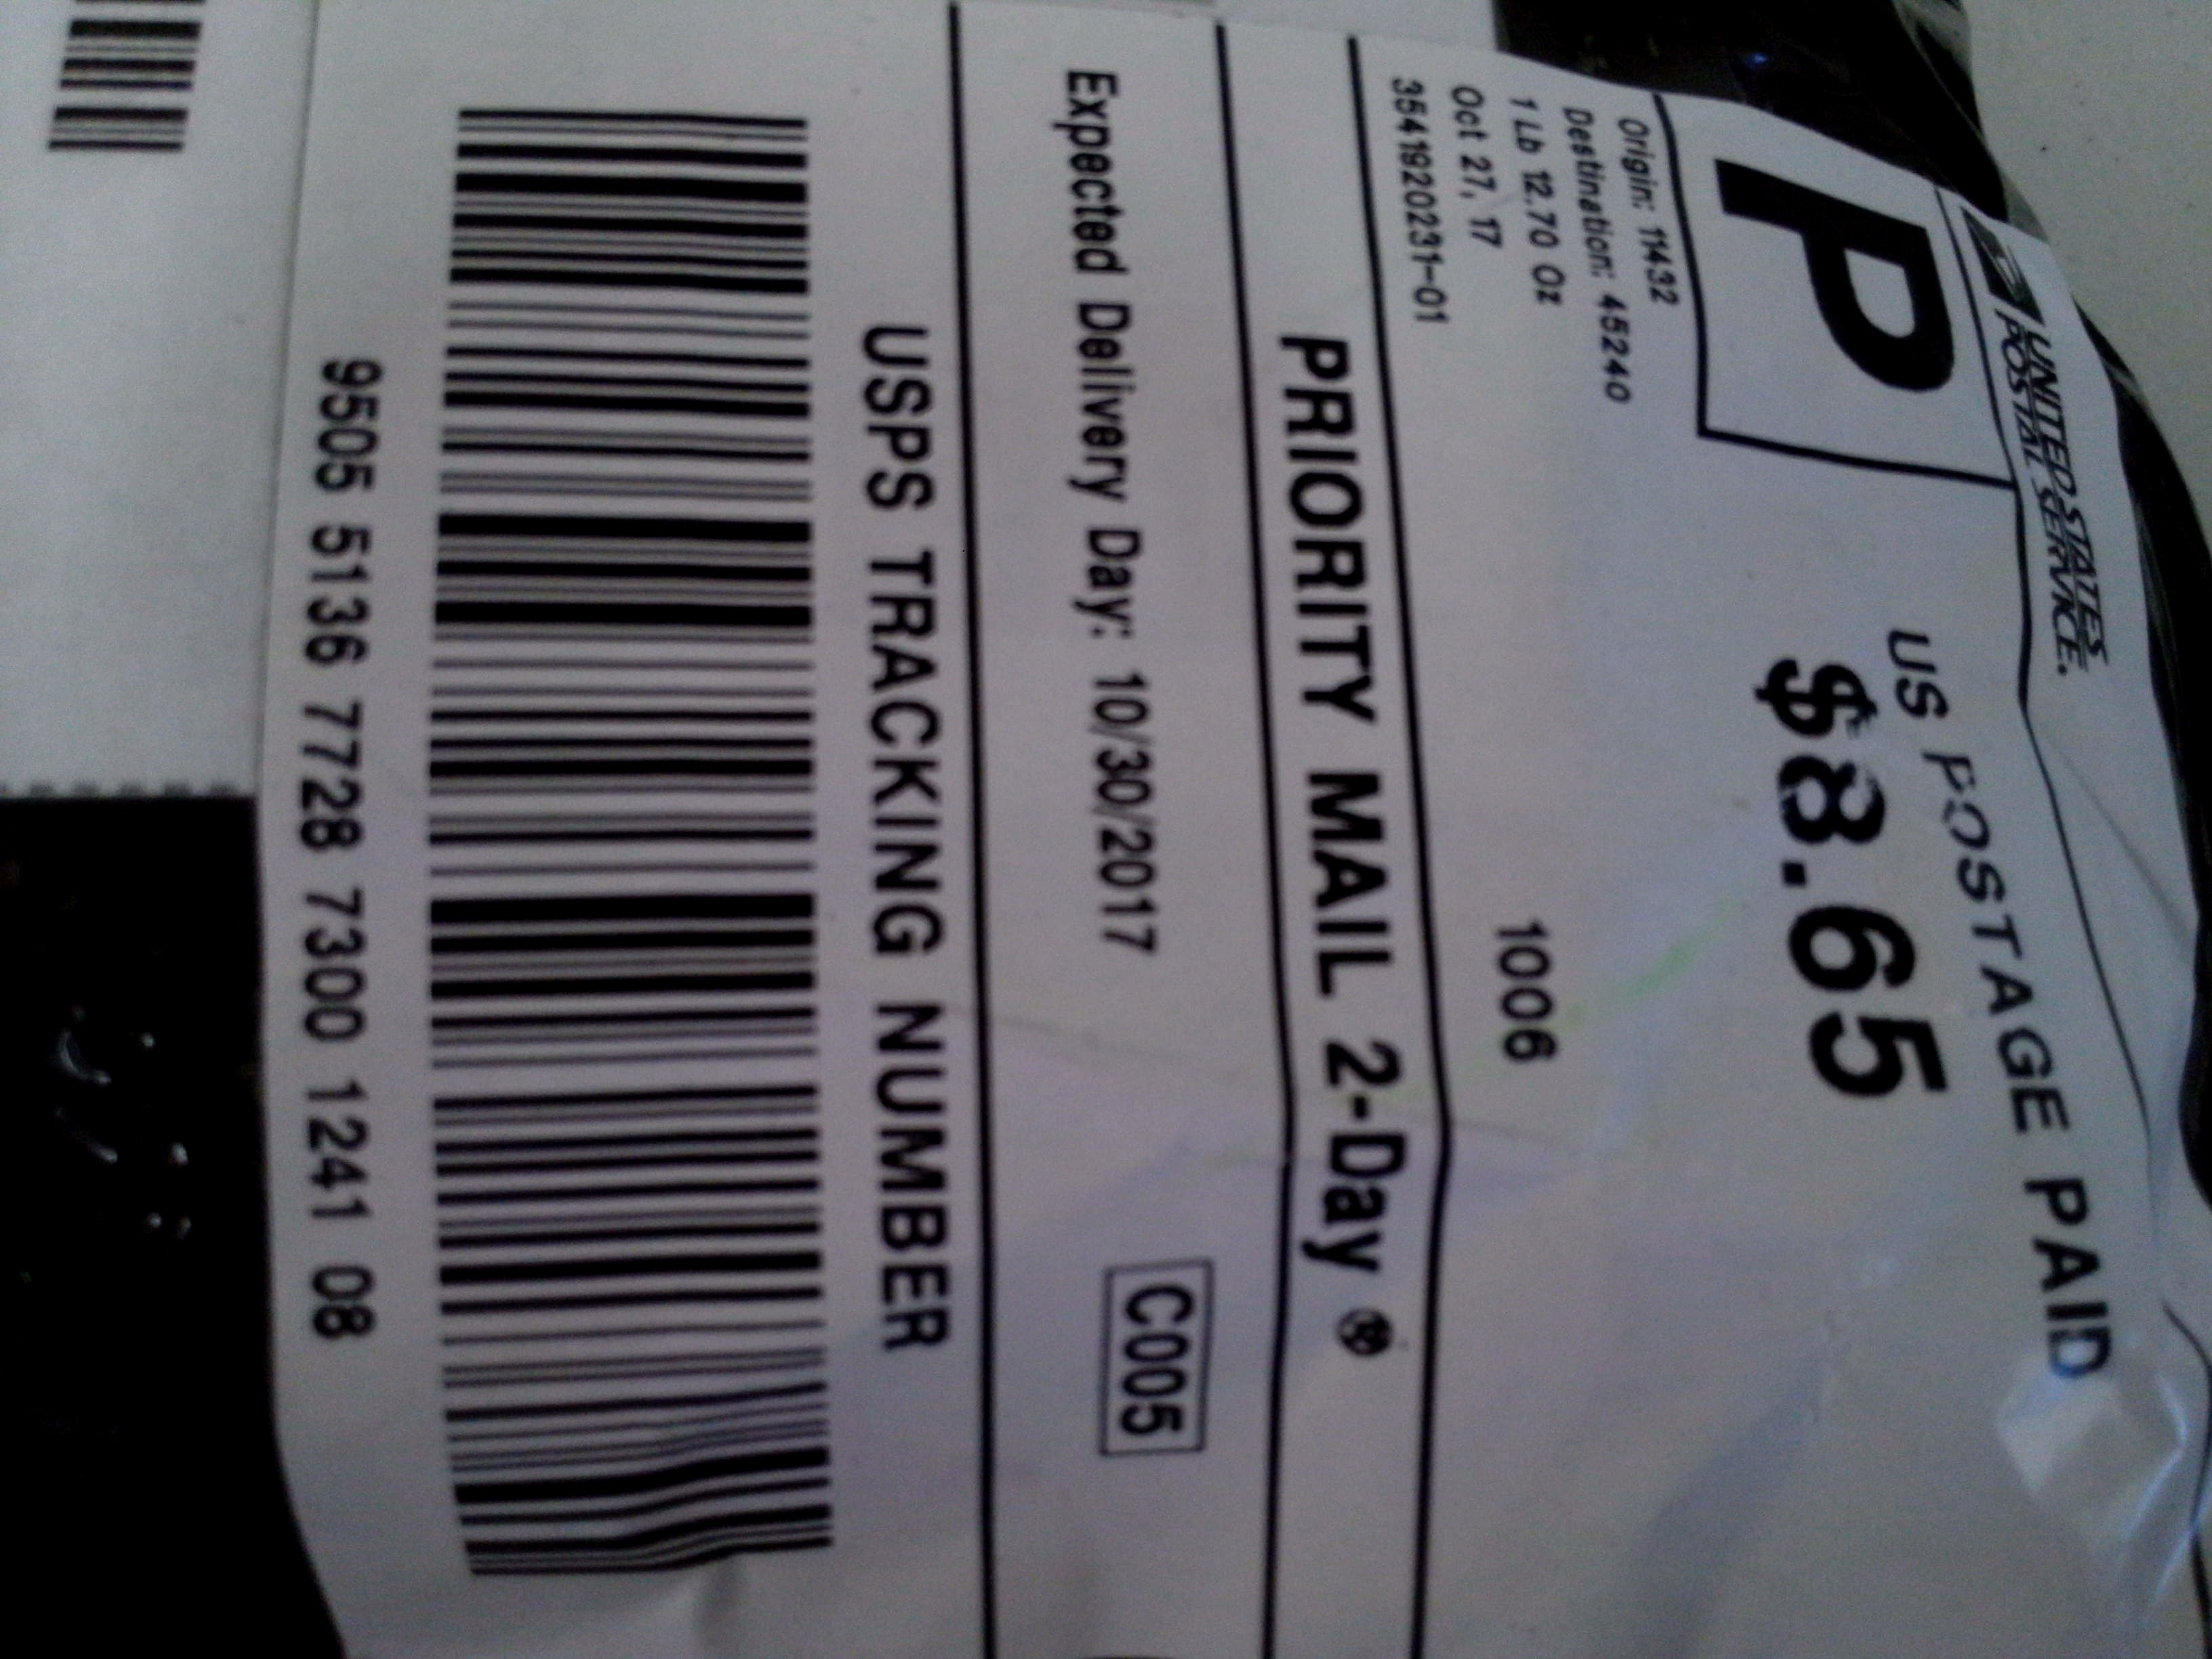 UNITED STATES
POSTAL SERVICE.
P
US POSTAGE PAID
$8.65
Origin: 11432
Destination: 45240
1 Lb 12.70 Oz
Oct 27, 17
3541920231-01
1006
PRIORITY MAIL 2-Day ®
Expected Delivery Day: 10/30/2017
C005
USPS TRACKING NUMBER
9505 5136 7728 7300 1241 08